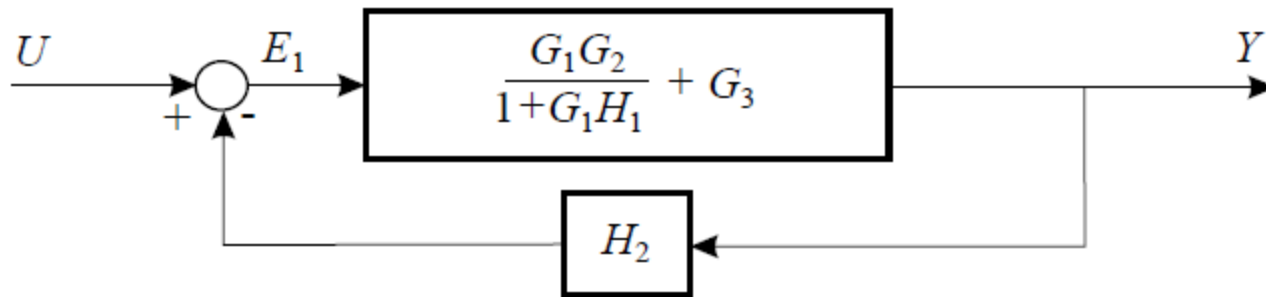 U E₁ G₁G₂ Y
1+G₁H₁ + G₃
+ -
H₂